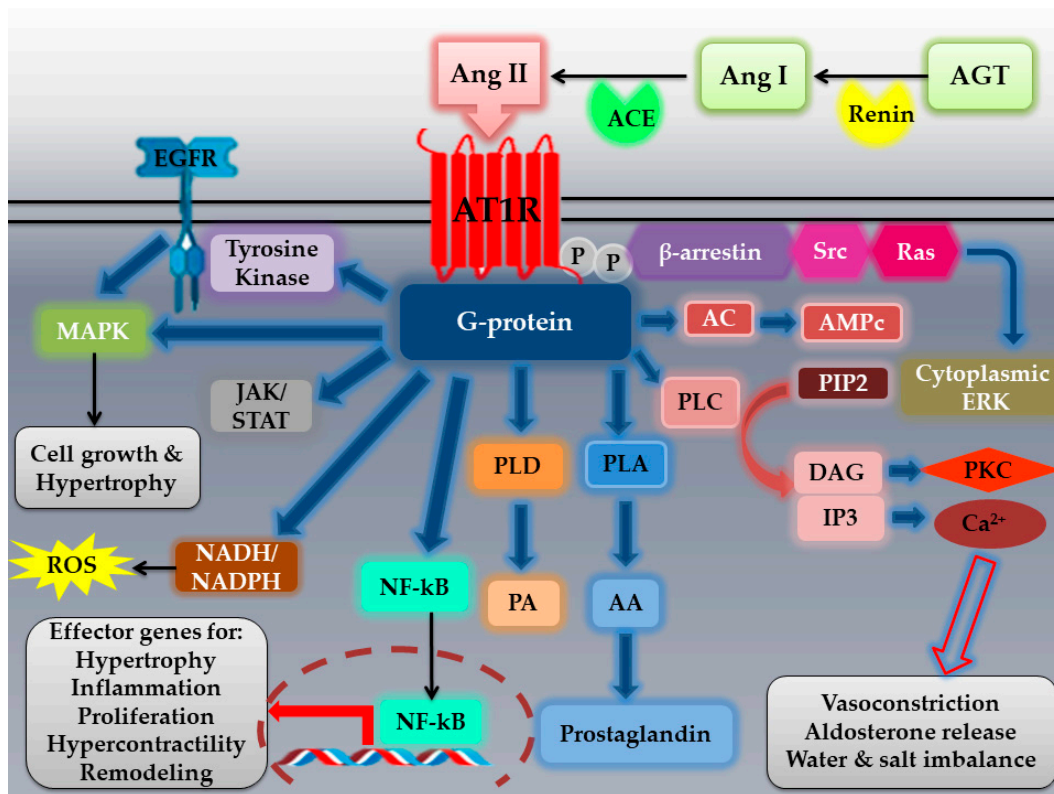 Ang II
Ang I
AGT
ACE
Renin
EGFR
AT1R
Tyrosine
Kinase
P
P
β-arrestin
Src
Ras
MAPK
G-protein
AC
AMPc
JAK/
STAT
PLC
PIP2
Cytoplasmic
ERK
Cell growth &
Hypertrophy
PLD
PLA
DAG
PKC
IP3
Ca²⁺
ROS
NADH/
NADPH
NF-kB
PA
AA
Effector genes for:
Hypertrophy
Inflammation
Proliferation
Hypercontractility
Remodeling
NF-kB
Prostaglandin
Vasoconstriction
Aldosterone release
Water & salt imbalance